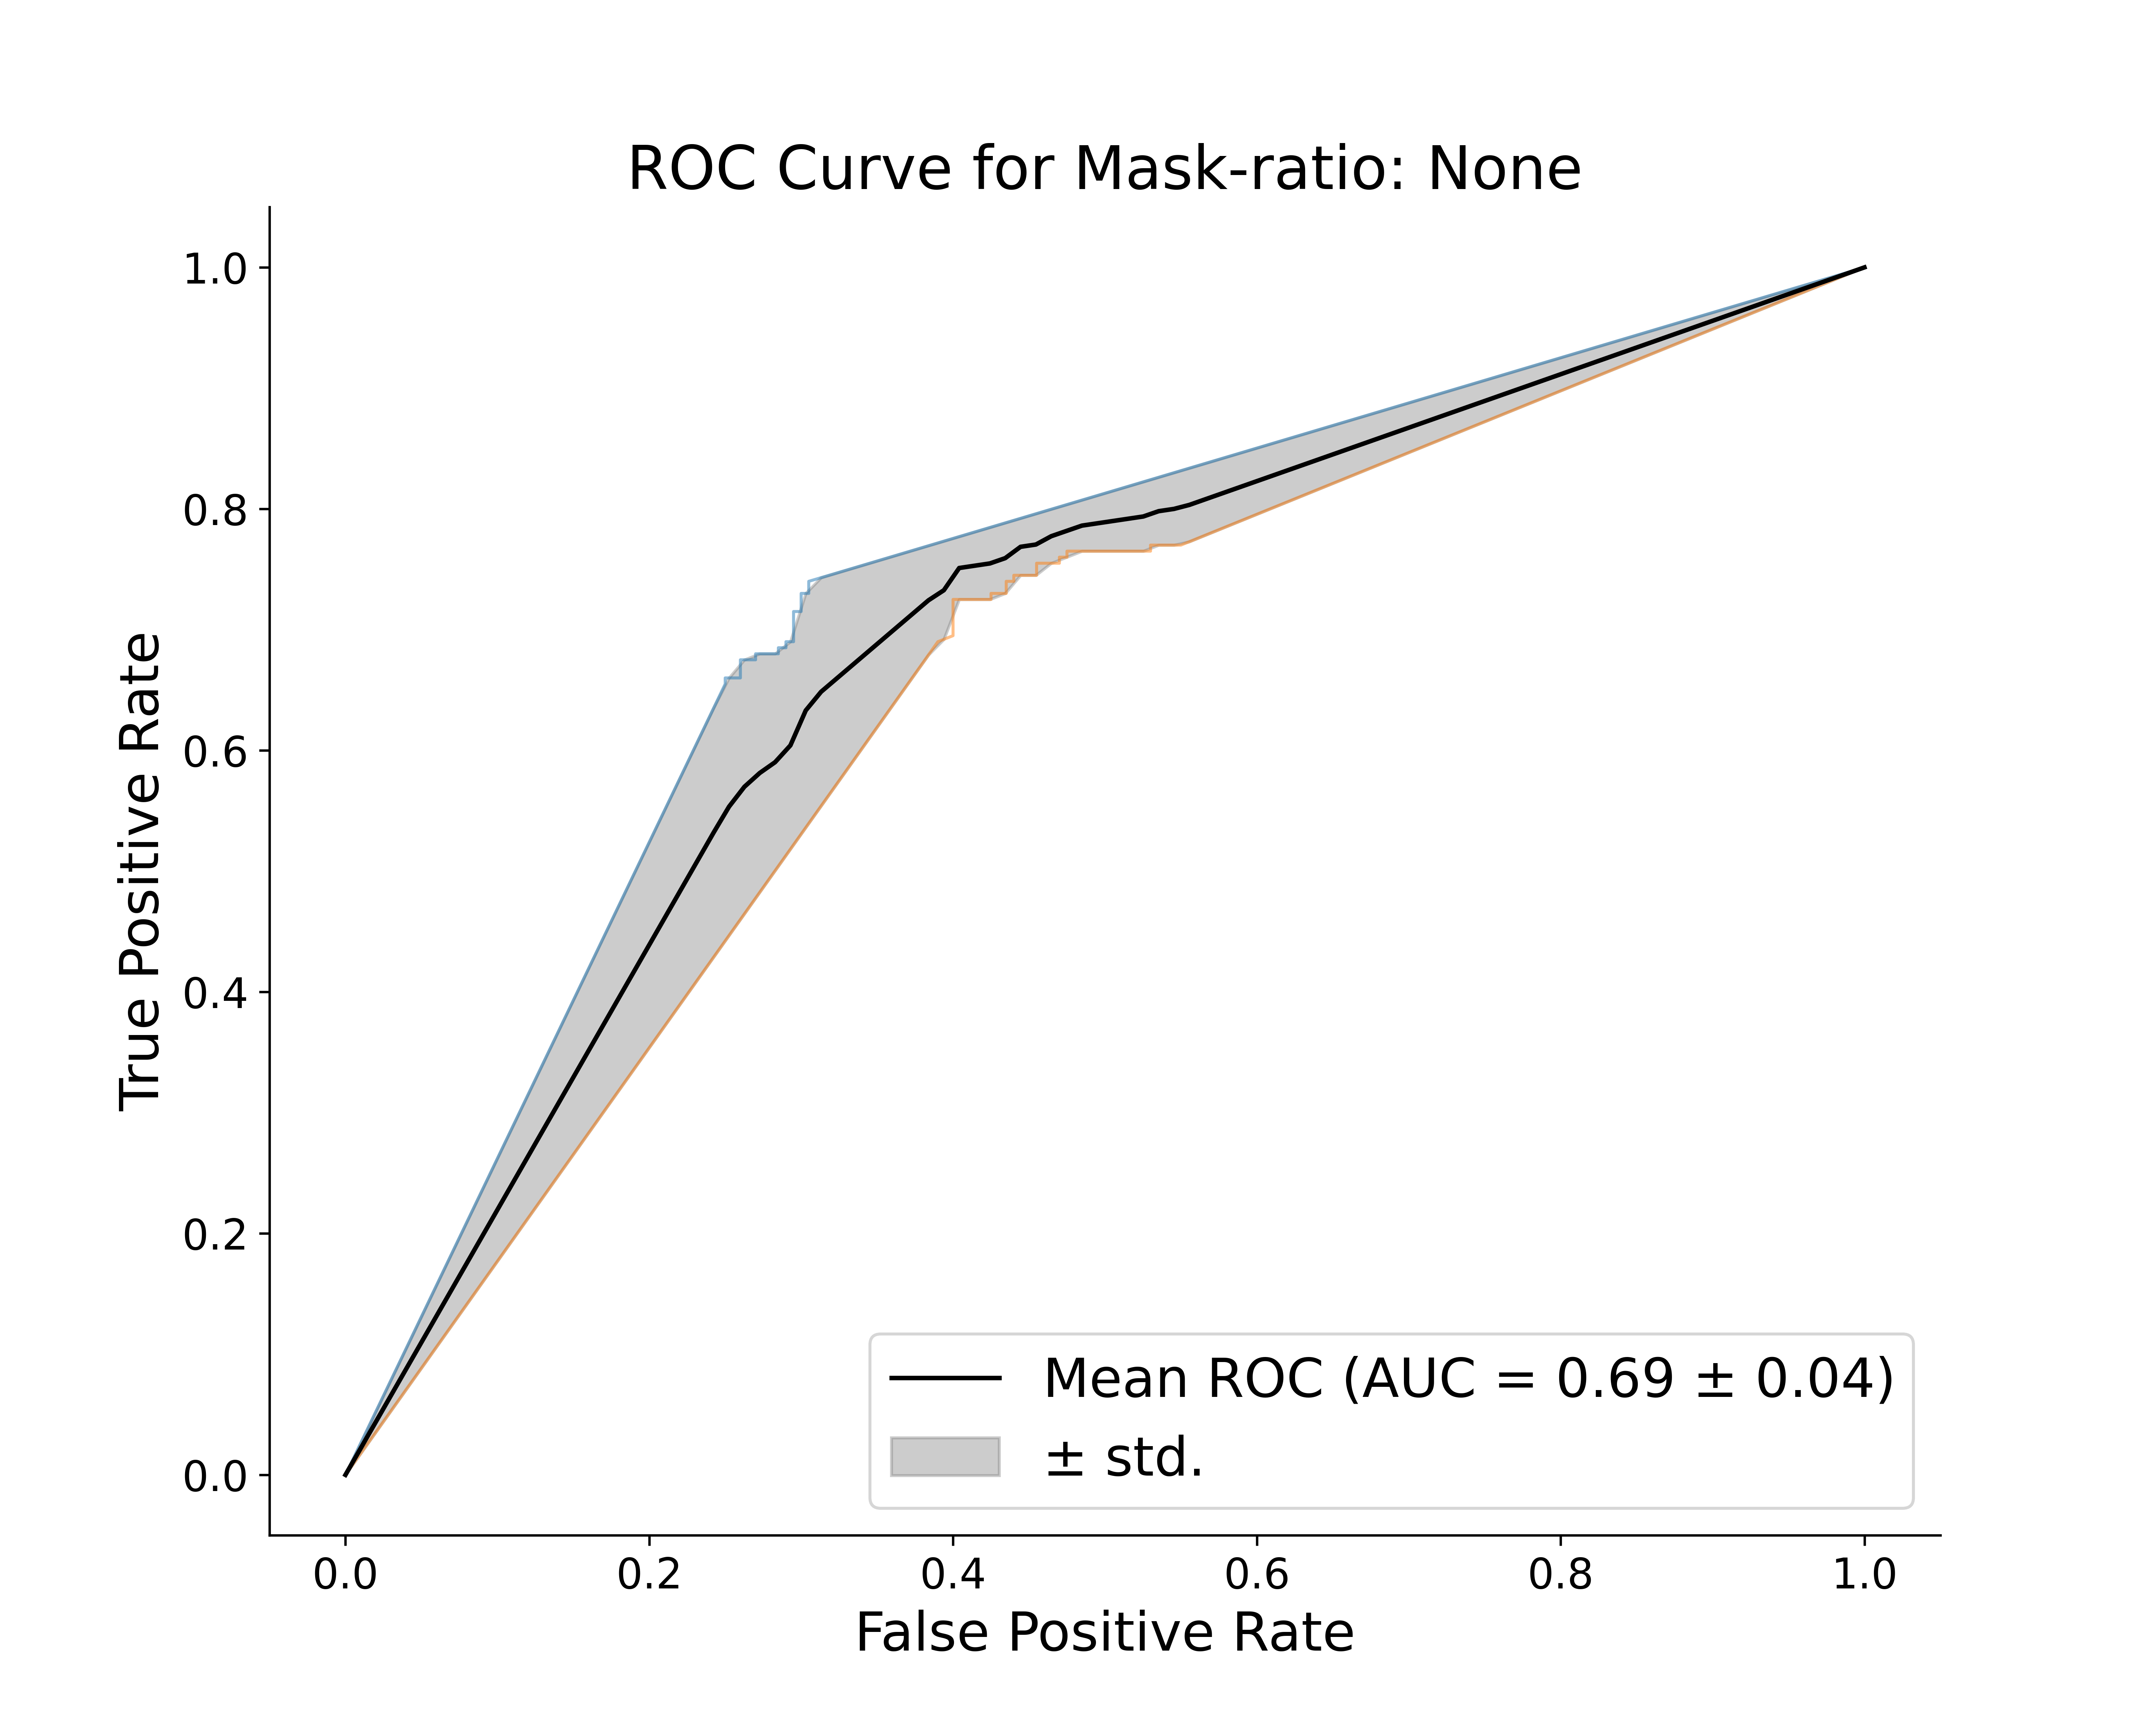 ROC Curve for Mask-ratio: None
True Positive Rate
1.0
0.8
0.6
0.4
0.2
0.0
Mean ROC (AUC = 0.69 ± 0.04)
± std.
0.0 0.2 0.4 0.6 0.8 1.0
False Positive Rate